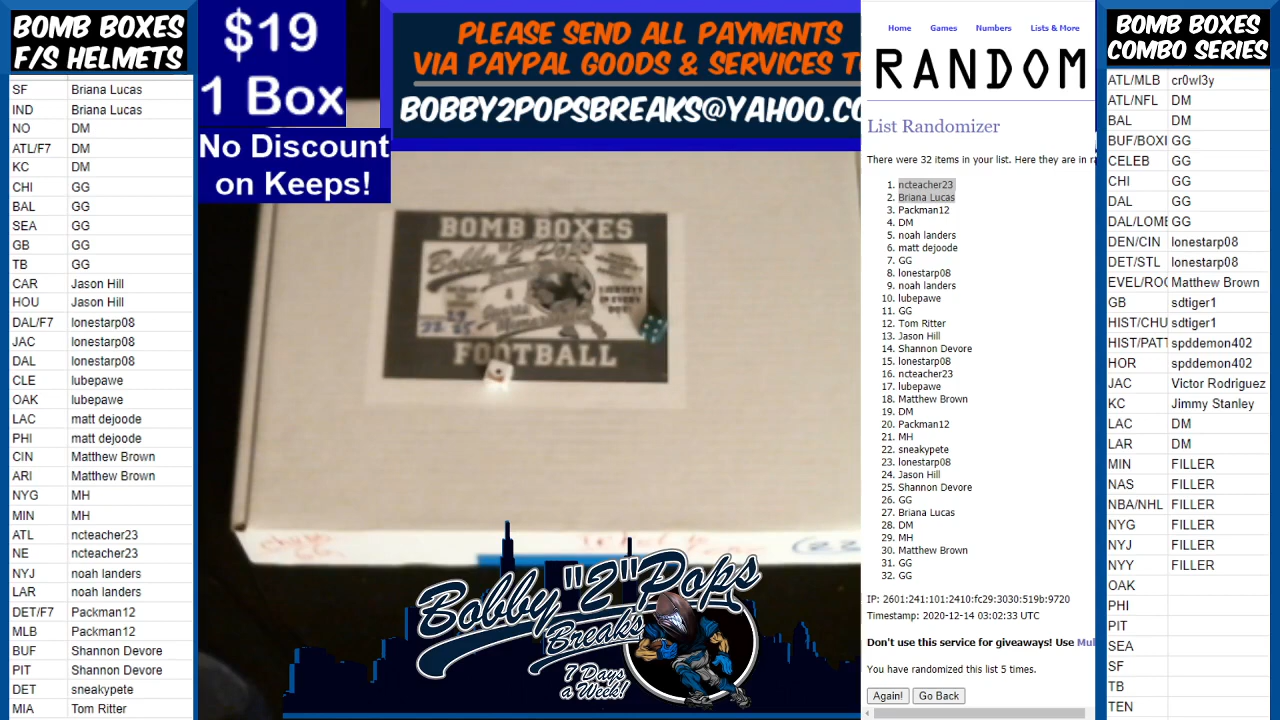 BOMB BOXES
F/S HELMETS
SF Briana Lucas
IND Briana Lucas
NO DM
ATL/F7 DM
KC DM
CHI GG
BAL GG
SEA GG
GB GG
TB GG
CAR Jason Hill
HOU Jason Hill
DAL/F7 lonestarp08
JAC lonestarp08
DAL lonestarp08
CLE lubepawe
OAK lubepawe
LAC matt dejoode
PHI matt dejoode
CIN Matthew Brown
ARI Matthew Brown
NYG MH
MIN MH
ATL ncteacher23
NE ncteacher23
NYJ noah landers
LAR noah landers
DET/F7 Packman12
MLB Packman12
BUF Shannon Devore
PIT Shannon Devore
DET sneakypete
MIA Tom Ritter
$19
1 Box
No Discount
on Keeps!
PLEASE SEND ALL PAYMENTS
VIA PAYPAL GOODS & SERVICES T
BOBBY2POPSBREAKS@YAHOO.CO
BOMB BOXES
Bobby "2" Pops
FOOTBALL
Bobby "2" Pops
Breaks
7 Days
a Week!
Home Games Numbers Lists & More
RANDOM
List Randomizer
There were 32 items in your list. Here they are in r
1. ncteacher23
2. Briana Lucas
3. Packman12
4. DM
5. noah landers
6. matt dejoode
7. GG
8. lonestarp08
9. noah landers
10. lubepawe
11. GG
12. Tom Ritter
13. Jason Hill
14. Shannon Devore
15. lonestarp08
16. ncteacher23
17. lubepawe
18. Matthew Brown
19. DM
20. Packman12
21. MH
22. sneakypete
23. lonestarp08
24. Jason Hill
25. Shannon Devore
26. GG
27. Briana Lucas
28. DM
29. MH
30. Matthew Brown
31. GG
32. GG
IP: 2601:241:101:2410:fc29:3030:519b:9720
Timestamp: 2020-12-14 03:02:33 UTC
Don't use this service for giveaways! Use Mul
You have randomized this list 5 times.
Again! Go Back
BOMB BOXES
COMBO SERIES
ATL/MLB cr0wl3y
ATL/NFL DM
BAL DM
BUF/BOXI GG
CELEB GG
CHI GG
DAL GG
DAL/LOME GG
DEN/CIN lonestarp08
DET/STL lonestarp08
EVEL/ROC Matthew Brown
GB sdtiger1
HIST/CHU sdtiger1
HIST/PATT spddemon402
HOR spddemon402
JAC Victor Rodriguez
KC Jimmy Stanley
LAC DM
LAR DM
MIN FILLER
NAS FILLER
NBA/NHL FILLER
NYG FILLER
NYJ FILLER
NYY FILLER
OAK
PHI
PIT
SEA
SF
TB
TEN